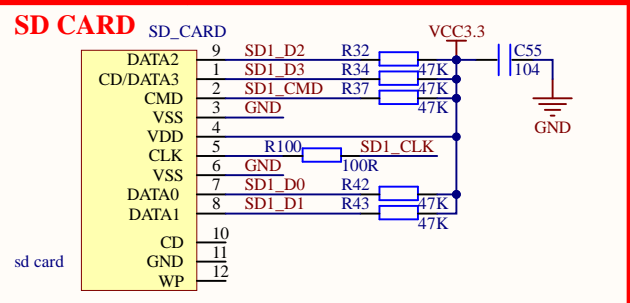 SD CARD SD_CARD VCC3.3
DATA2 9 SD1_D2 R32 47K C55
CD/DATA3 1 SD1_D3 R34 47K 104
CMD 2 SD1_CMD R37 47K
VSS 3 GND GND
VDD 4
CLK 5 R100 SD1_CLK
VSS 6 GND 100R
DATA0 7 SD1_D0 R42 47K
DATA1 8 SD1_D1 R43 47K
CD 10
sd card GND 11
WP 12